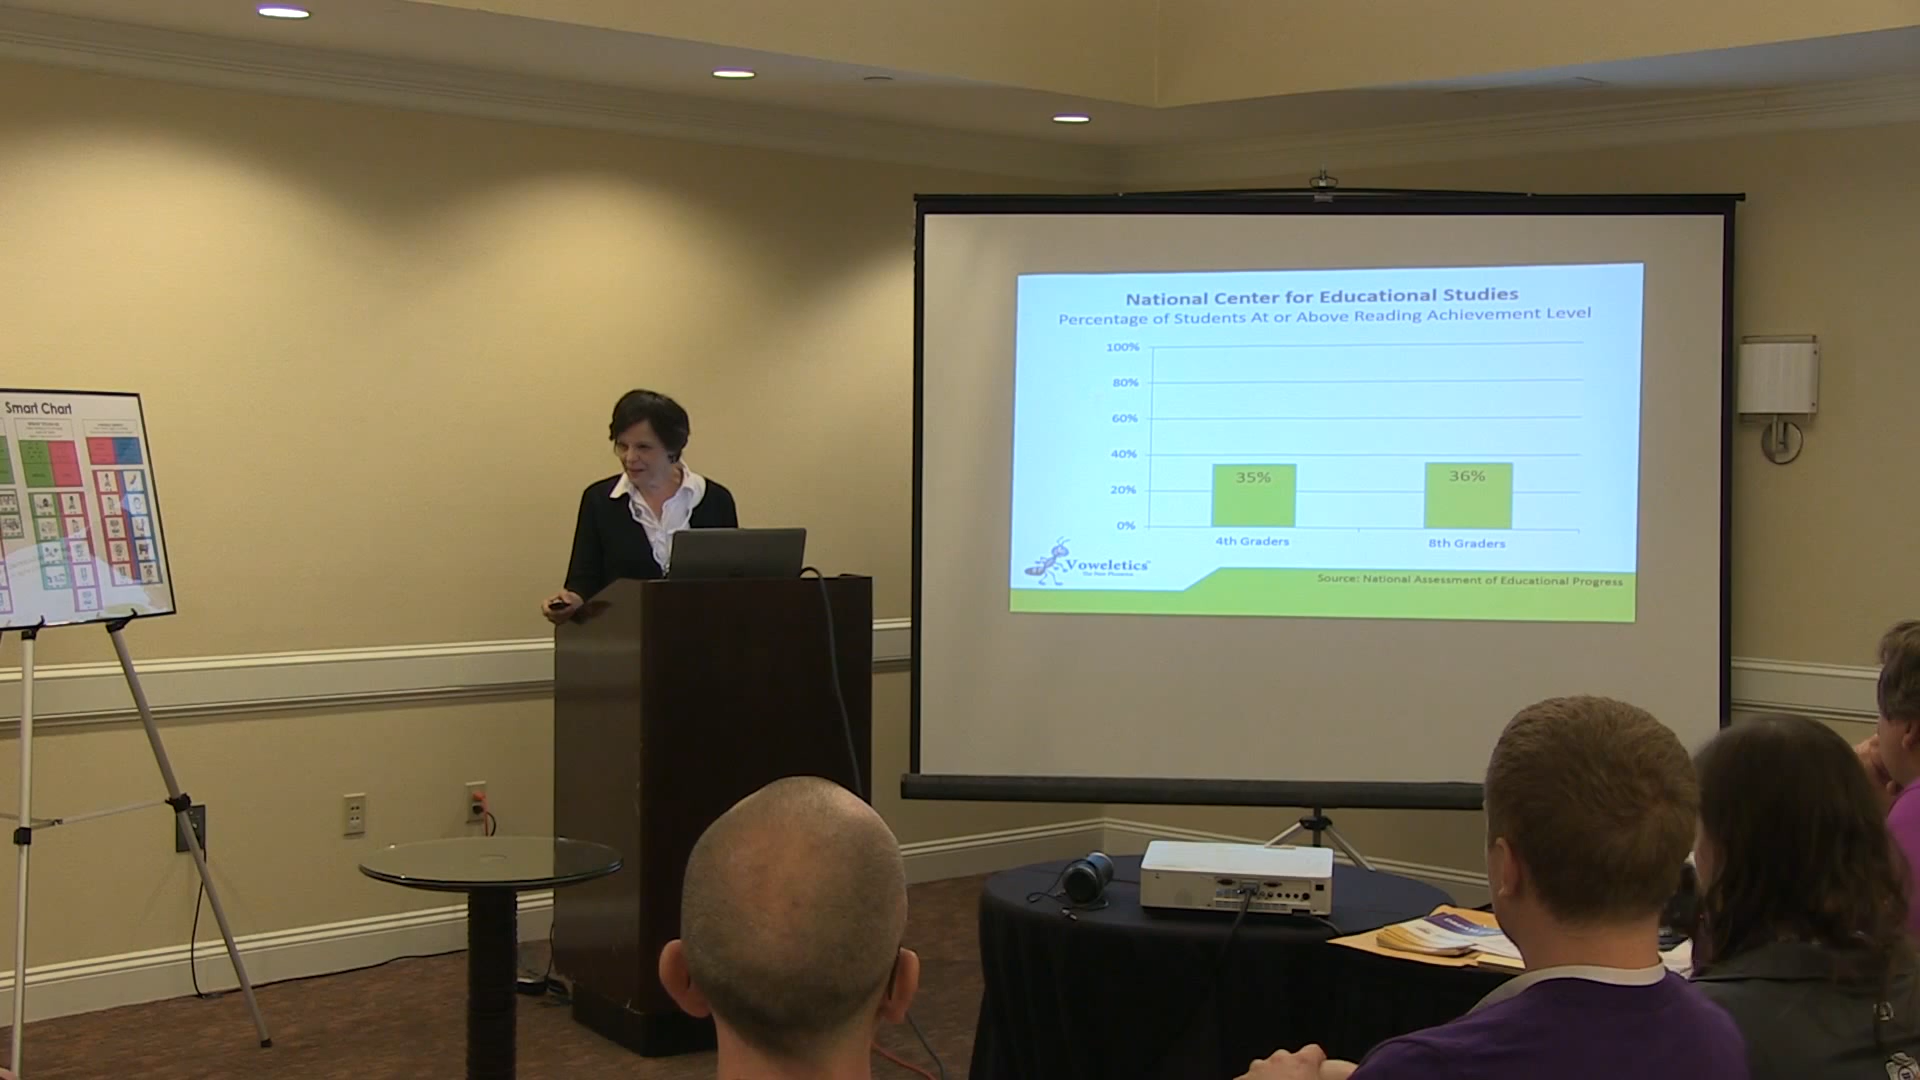 Smart Chart
National Center for Educational Studies
Percentage of Students At or Above Reading Achievement Level
100%
80%
60%
40%
20%
0%
35%
36%
4th Graders
8th Graders
Voweletics
Source: National Assessment of Educational Progress